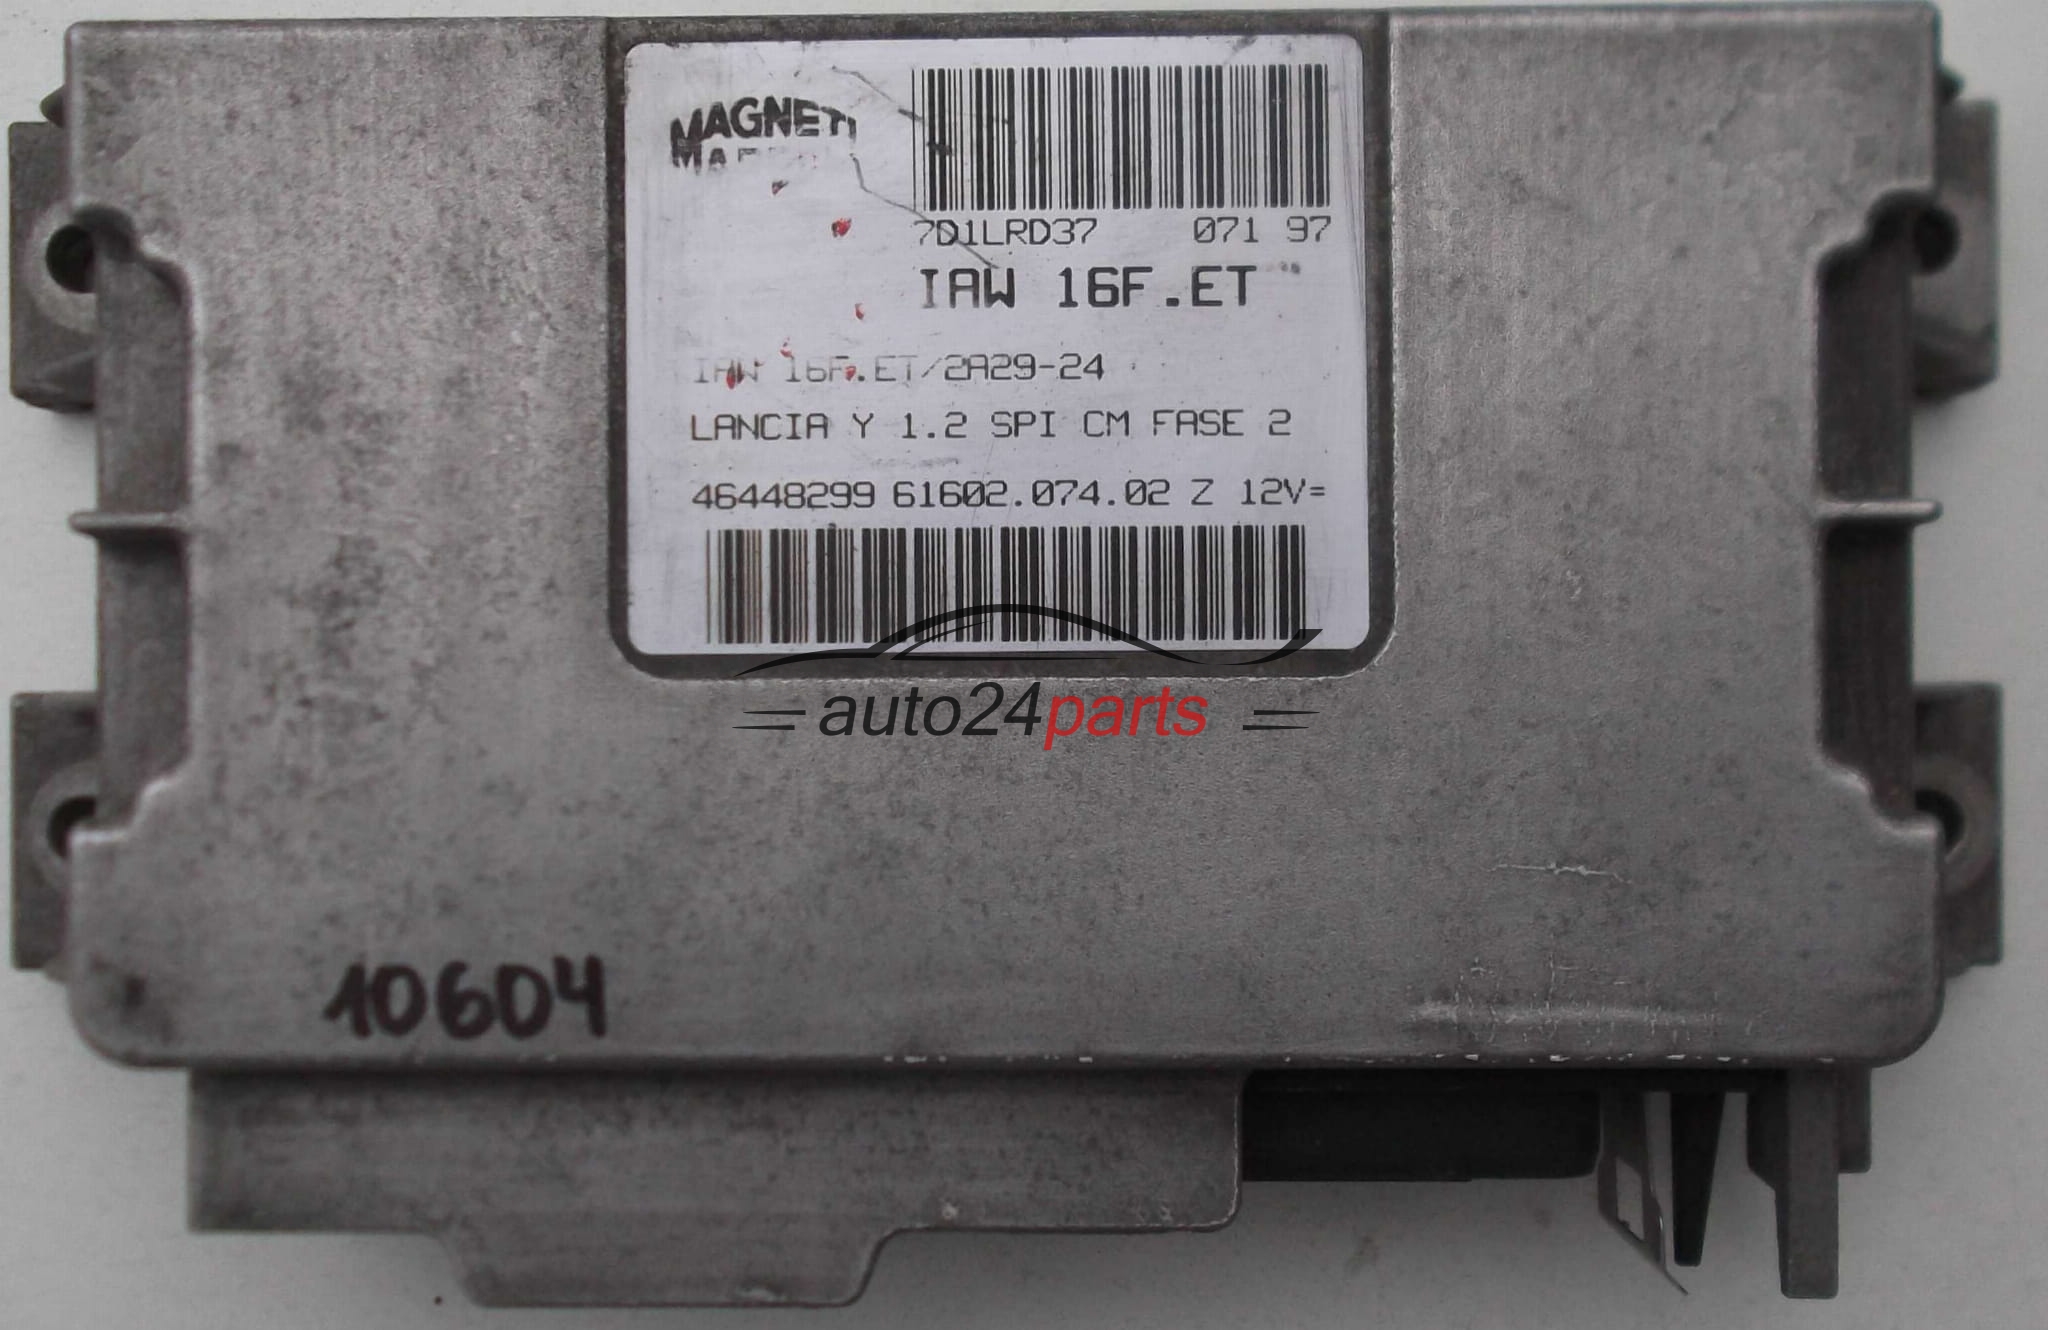 MAGNETI
7D1LRD37 071 97
IAW 16F.ET
IAW 16F.ET/2A29-24
LANCIA Y 1.2 SPI CM FASE 2
46448299 61602.074.02 Z 12V=
auto24parts
10604